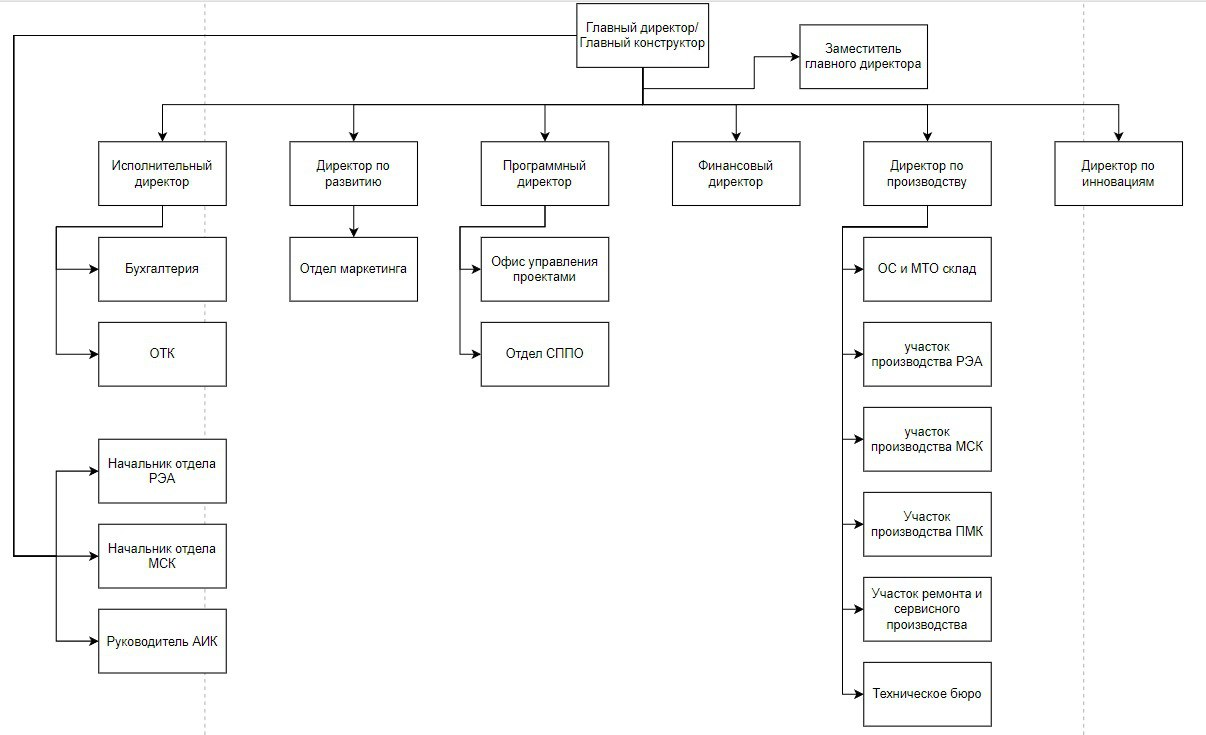 Главный директор/
Главный конструктор
Заместитель
главного директора
Исполнительный
директор
Директор по
развитию
Программный
директор
Финансовый
директор
Директор по
производству
Директор по
инновациям
Бухгалтерия
Отдел маркетинга
Офис управления
проектами
ОС и МТО склад
ОТК
Отдел СППО
участок
производства РЭА
Начальник отдела
РЭА
участок
производства МСК
Начальник отдела
МСК
Участок
производства ПМК
Руководитель АИК
Участок ремонта и
сервисного
производства
Техническое бюро